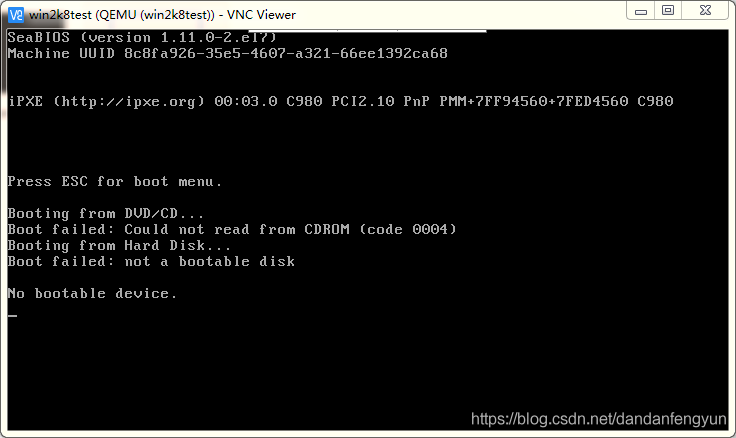 win2k8test (QEMU (win2k8test)) - VNC Viewer
SeaBIOS (version 1.11.0-2.el7)
Machine UUID 8c8fa926-35e5-4607-a321-66ee1392ca68
iPXE (http://ipxe.org) 00:03.0 C980 PCI2.10 PnP PMM+7FF94560+7FED4560 C980
Press ESC for boot menu.
Booting from DVD/CD...
Boot failed: Could not read from CDROM (code 0004)
Booting from Hard Disk...
Boot failed: not a bootable disk
No bootable device.
https://blog.csdn.net/dandanfengyun